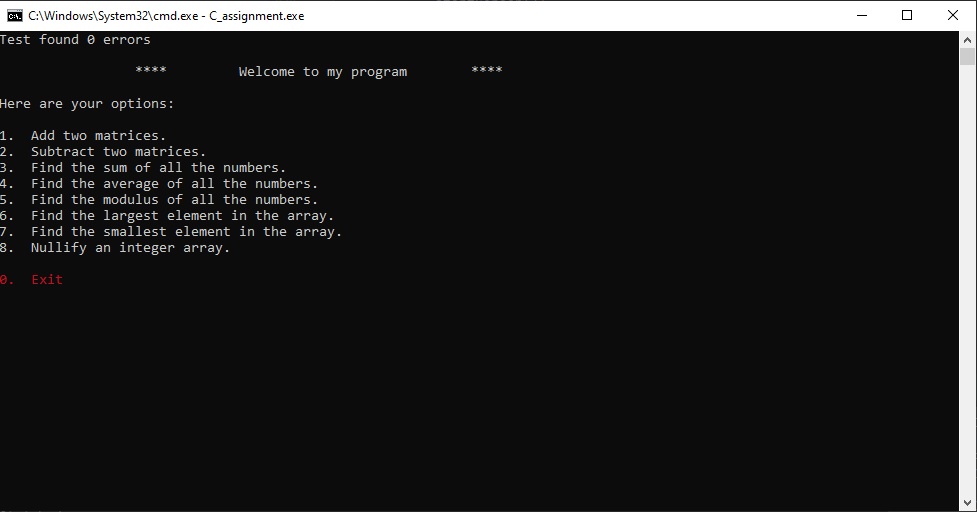 C:\Windows\System32\cmd.exe - C_assignment.exe
Test found 0 errors
**** Welcome to my program ****
Here are your options:
1. Add two matrices.
2. Subtract two matrices.
3. Find the sum of all the numbers.
4. Find the average of all the numbers.
5. Find the modulus of all the numbers.
6. Find the largest element in the array.
7. Find the smallest element in the array.
8. Nullify an integer array.
0. Exit